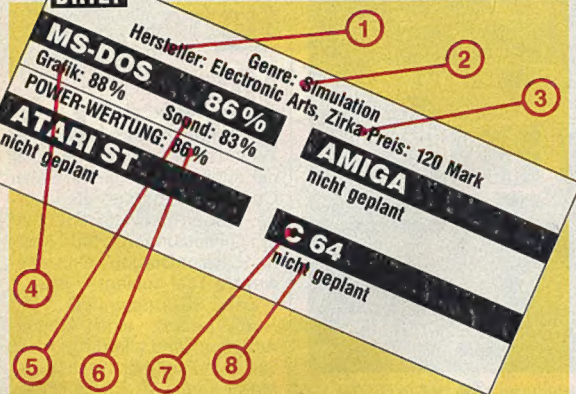 BRIEF
Genre: Simulation
Hersteller: Electronic Arts, Zirka-Preis: 120 Mark
MS-DOS 86%
Grafik: 88% Sound: 83%
POWER-WERTUNG: 86%
AMIGA
nicht geplant
ATARI ST
nicht geplant
C 64
nicht geplant
1
2
3
4
5
6
7
8